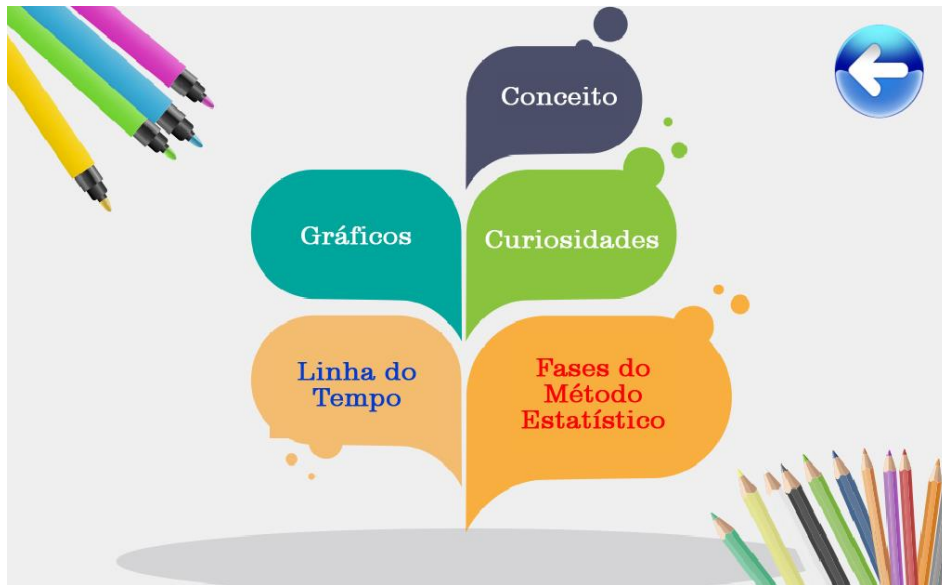 Conceito
Gráficos
Curiosidades
Linha do
Tempo
Fases do
Método
Estatístico